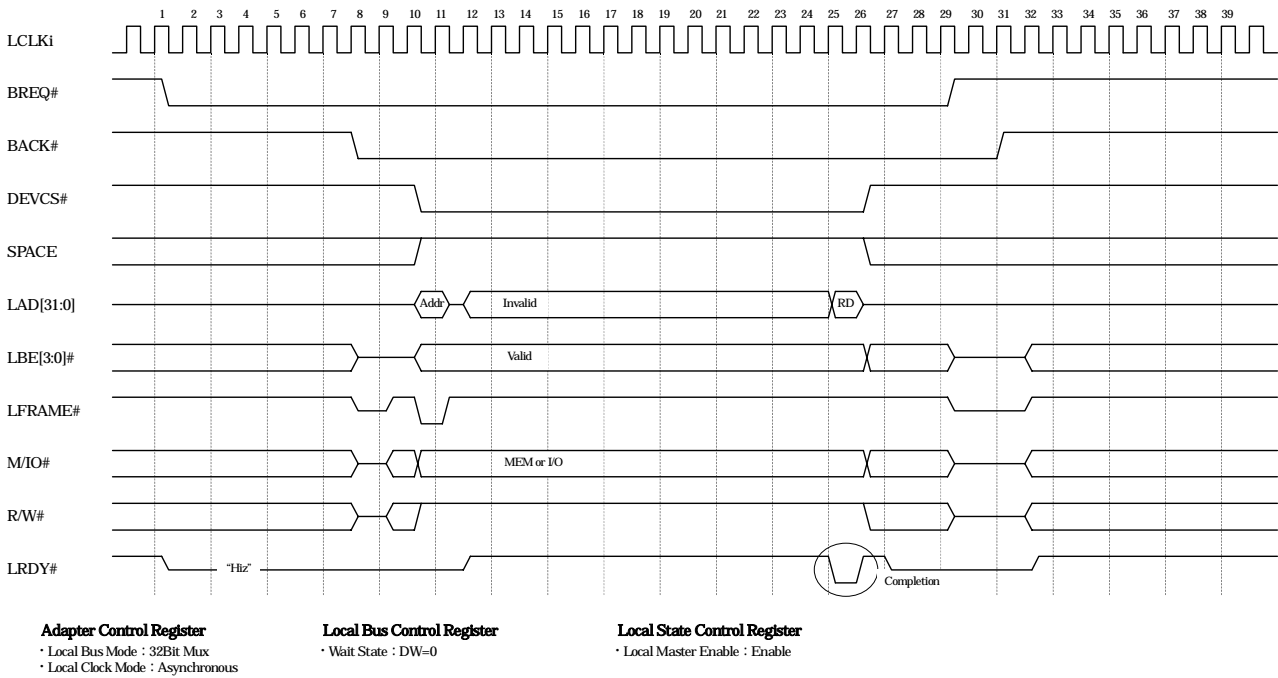 1 2 3 4 5 6 7 8 9 10 11 12 13 14 15 16 17 18 19 20 21 22 23 24 25 26 27 28 29 30 31 32 33 34 35 36 37 38 39
LCLKi
BREQ#
BACK#
DEVCS#
SPACE
LAD[31:0] Addr Invalid RD
LBE[3:0]# Valid
LFRAME#
M/IO# MEM or I/O
R/W#
LRDY# “Hiz”
Completion
Adapter Control Register
・Local Bus Mode：32Bit Mux
・Local Clock Mode：Asynchronous
Local Bus Control Register
・Wait State：DW=0
Local State Control Register
・Local Master Enable：Enable